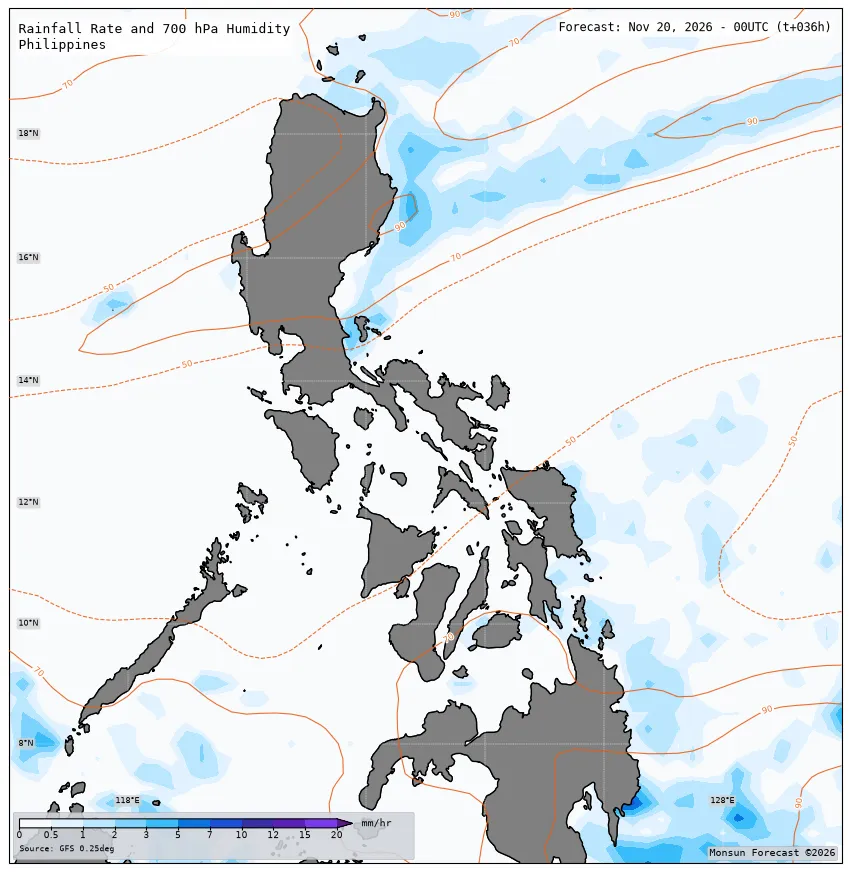 Rainfall Rate and 700 hPa Humidity
Philippines
Forecast: Nov 20, 2026 - 00UTC (t+036h)
90
70
70
90
18°N
90
16°N
70
50
50
14°N
50
50
12°N
10°N
70
70
90
8°N
118°E
128°E
90
0 0.5 1 2 3 5 7 10 12 15 20 mm/hr
Source: GFS 0.25deg
Monsun Forecast ©2026